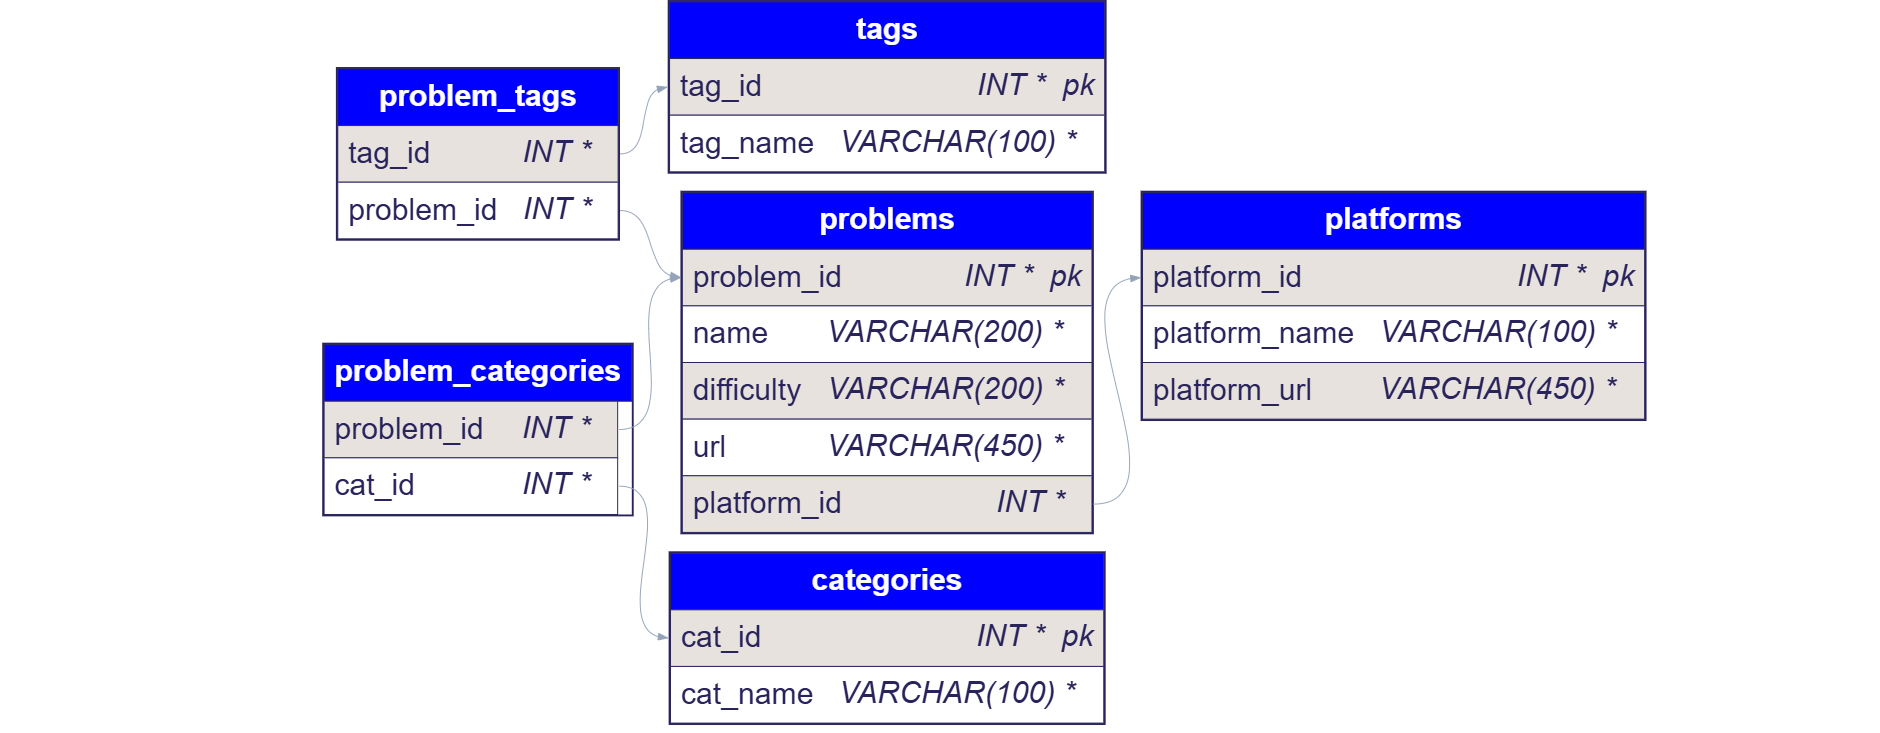 tags
tag_id INT * pk
tag_name VARCHAR(100) *
problem_tags
tag_id INT *
problem_id INT *
problems
problem_id INT * pk
name VARCHAR(200) *
difficulty VARCHAR(200) *
url VARCHAR(450) *
platform_id INT *
platforms
platform_id INT * pk
platform_name VARCHAR(100) *
platform_url VARCHAR(450) *
problem_categories
problem_id INT *
cat_id INT *
categories
cat_id INT * pk
cat_name VARCHAR(100) *